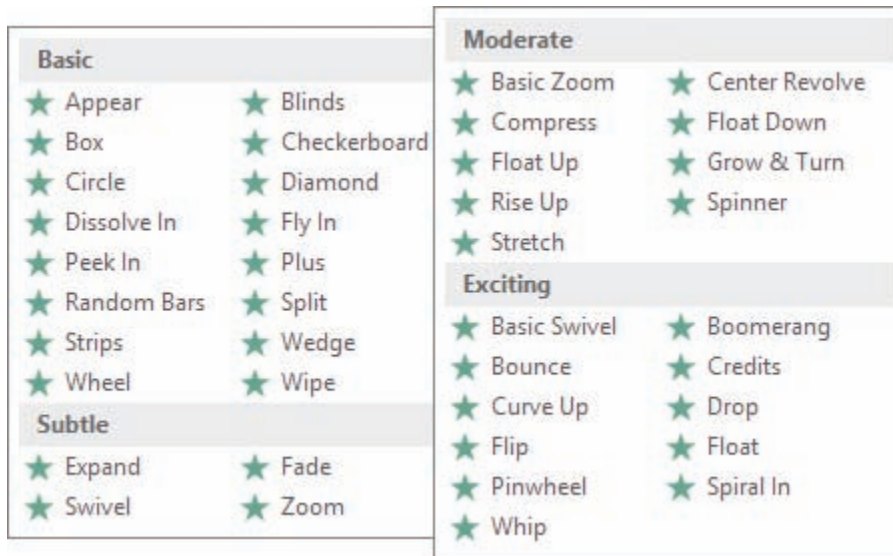 Basic
Appear Blinds
Box Checkerboard
Circle Diamond
Dissolve In Fly In
Peek In Plus
Random Bars Split
Strips Wedge
Wheel Wipe
Subtle
Expand Fade
Swivel Zoom
Moderate
Basic Zoom Center Revolve
Compress Float Down
Float Up Grow & Turn
Rise Up Spinner
Stretch
Exciting
Basic Swivel Boomerang
Bounce Credits
Curve Up Drop
Flip Float
Pinwheel Spiral In
Whip